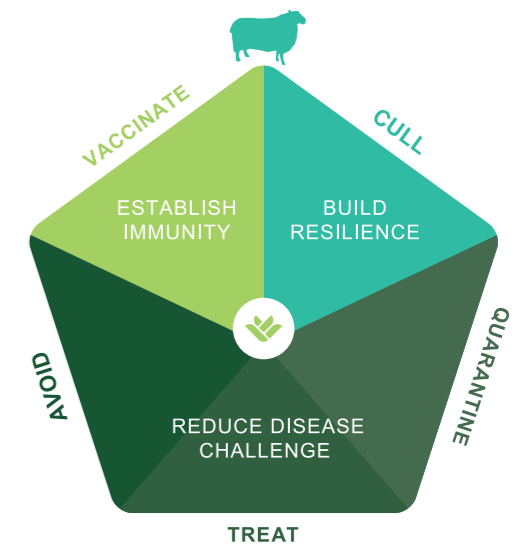 VACCINATE
CULL
ESTABLISH
IMMUNITY
BUILD
RESILIENCE
AVOID
QUARANTINE
REDUCE DISEASE
CHALLENGE
TREAT